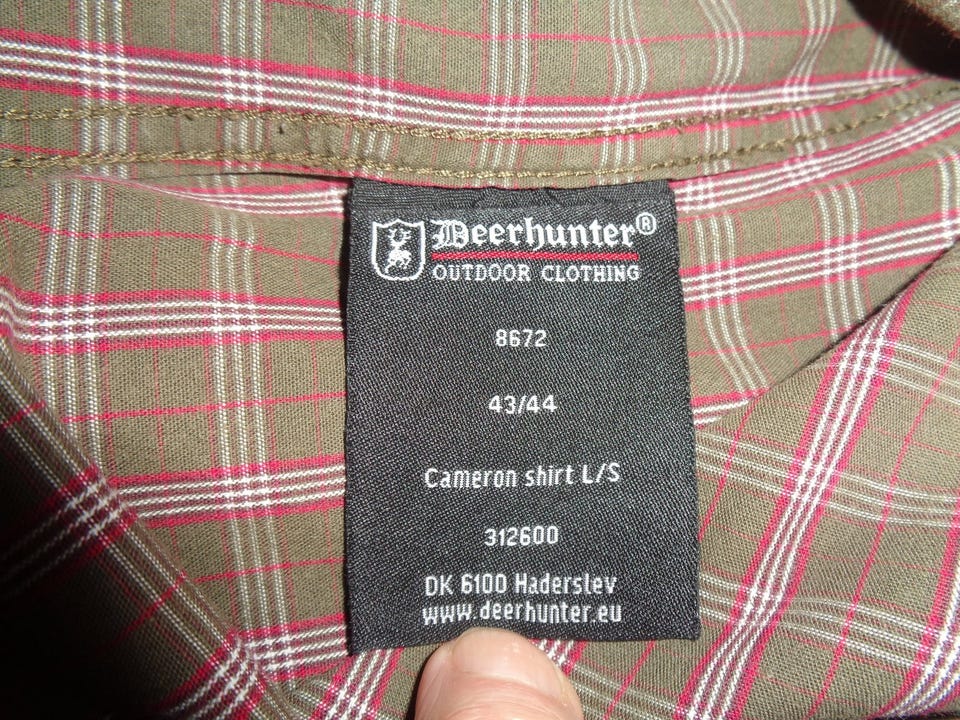 Deerhunter®
OUTDOOR CLOTHING
8672
43/44
Cameron shirt L/S
312600
DK 6100 Haderslev
www.deerhunter.eu